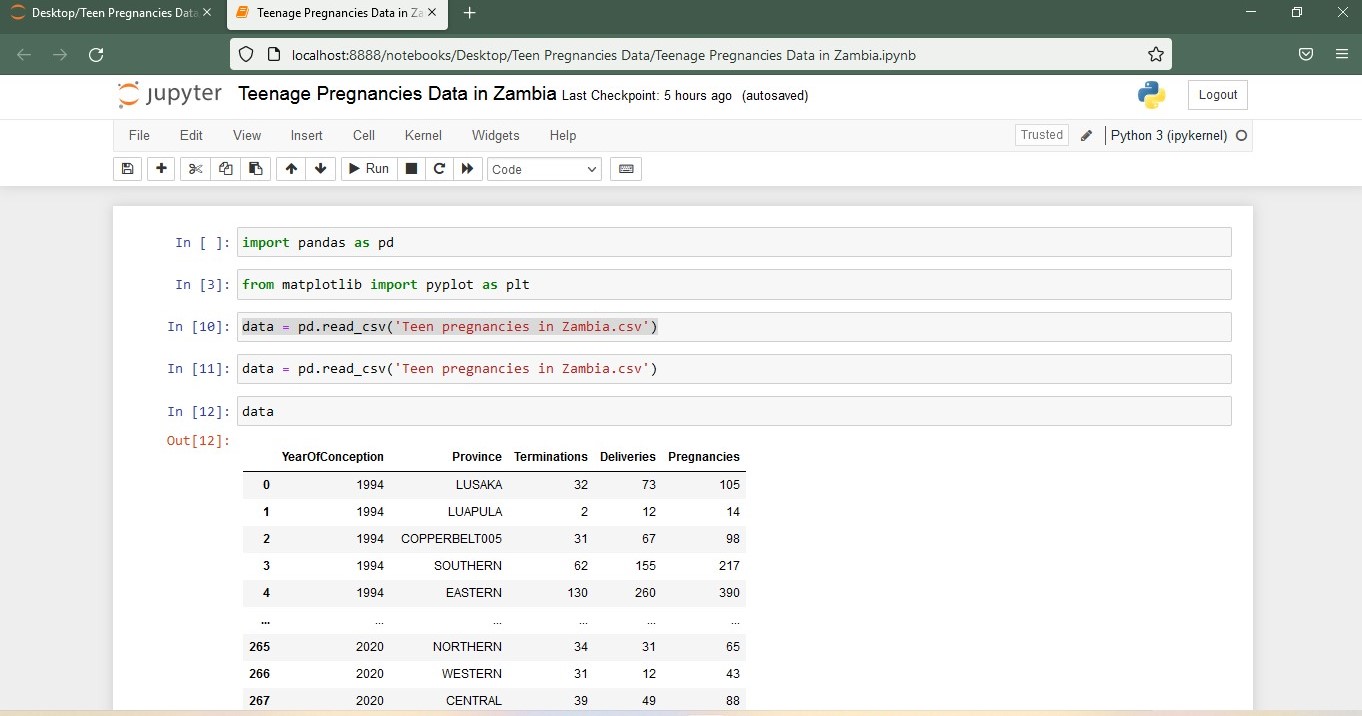 Desktop/Teen Pregnancies Data
Teenage Pregnancies Data in Za
localhost:8888/notebooks/Desktop/Teen Pregnancies Data/Teenage Pregnancies Data in Zambia.ipynb
jupyter Teenage Pregnancies Data in Zambia Last Checkpoint: 5 hours ago (autosaved) Logout
File Edit View Insert Cell Kernel Widgets Help Trusted Python 3 (ipykernel)
Run Code
In [ ]: import pandas as pd
In [3]: from matplotlib import pyplot as plt
In [10]: data = pd.read_csv('Teen pregnancies in Zambia.csv')
In [11]: data = pd.read_csv('Teen pregnancies in Zambia.csv')
In [12]: data
Out[12]:
YearOfConception Province Terminations Deliveries Pregnancies
0 1994 LUSAKA 32 73 105
1 1994 LUAPULA 2 12 14
2 1994 COPPERBELT005 31 67 98
3 1994 SOUTHERN 62 155 217
4 1994 EASTERN 130 260 390
... ... ... ... ... ...
265 2020 NORTHERN 34 31 65
266 2020 WESTERN 31 12 43
267 2020 CENTRAL 39 49 88